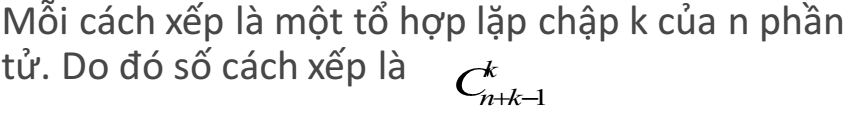 Mỗi cách xếp là một tổ hợp lặp chập k của n phần
tử. Do đó số cách xếp là $C_{n+k-1}^{k}$